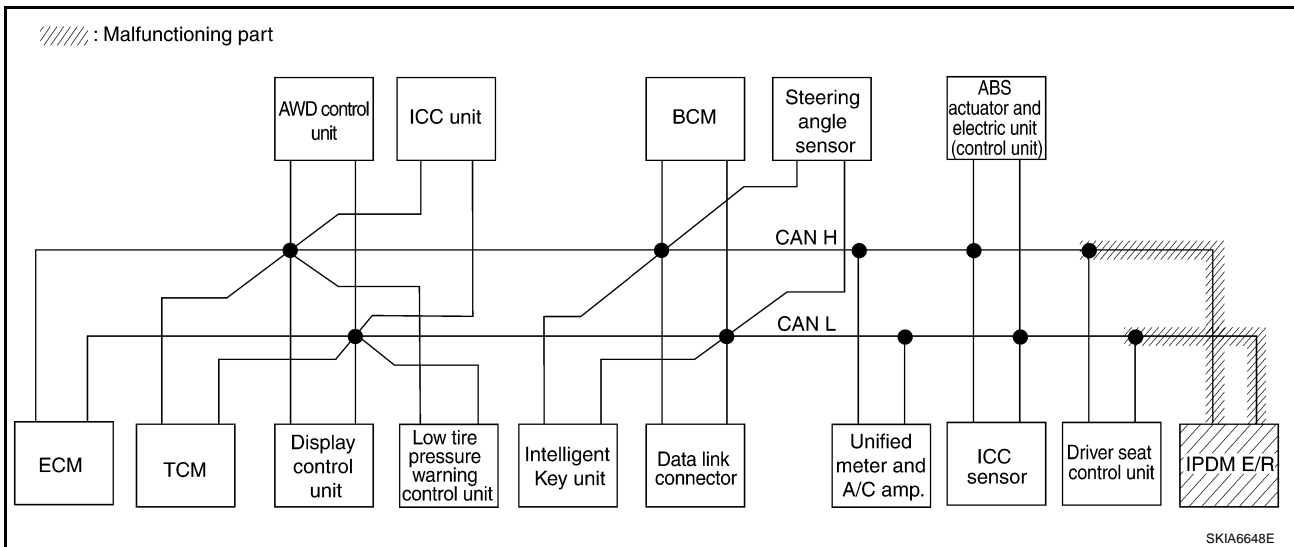 : Malfunctioning part
AWD control
unit
ICC unit
BCM
Steering
angle
sensor
ABS
actuator and
electric unit
(control unit)
CAN H
CAN L
ECM
TCM
Display
control
unit
Low tire
pressure
warning
control unit
Intelligent
Key unit
Data link
connector
Unified
meter and
A/C amp.
ICC
sensor
Driver seat
control unit
IPDM E/R
SKIA6648E